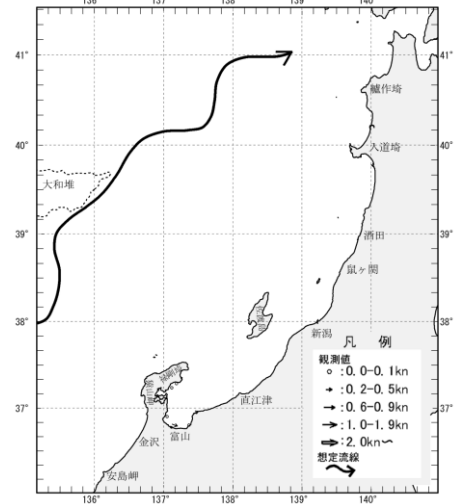 136° 137° 138° 139° 140°
41° 41°
艫作埼
40° 40°
入道埼
大和堆
39° 39°
酒田
鼠ヶ関
38° 38°
新潟
凡 例
観測値
:0.0-0.1kn
:0.2-0.5kn
:0.6-0.9kn
:1.0-1.9kn
:2.0kn〜
想定流線
37°
直江津
金沢 富山
安島岬
136° 137° 138° 139° 140°